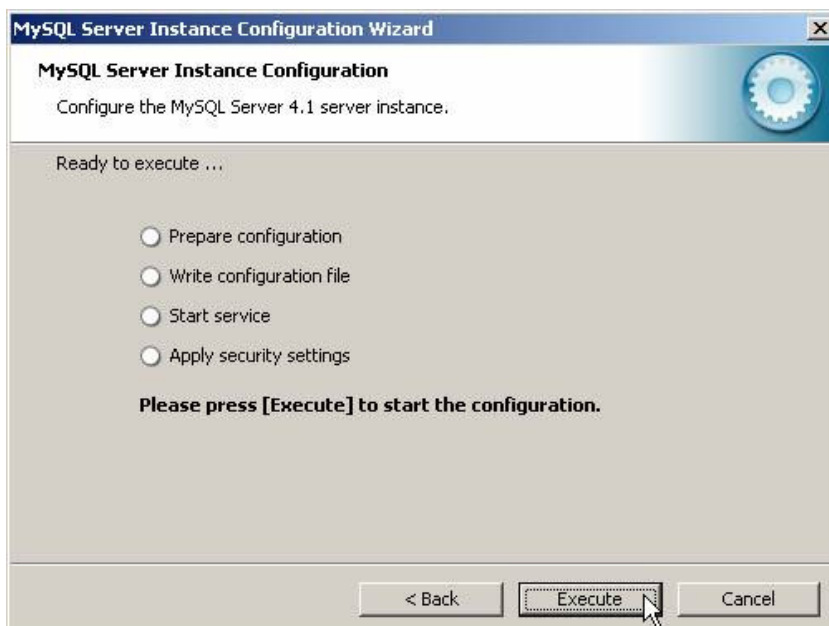 MySQL Server Instance Configuration Wizard
MySQL Server Instance Configuration
Configure the MySQL Server 4.1 server instance.
Ready to execute ...
Prepare configuration
Write configuration file
Start service
Apply security settings
Please press [Execute] to start the configuration.
< Back
Execute
Cancel